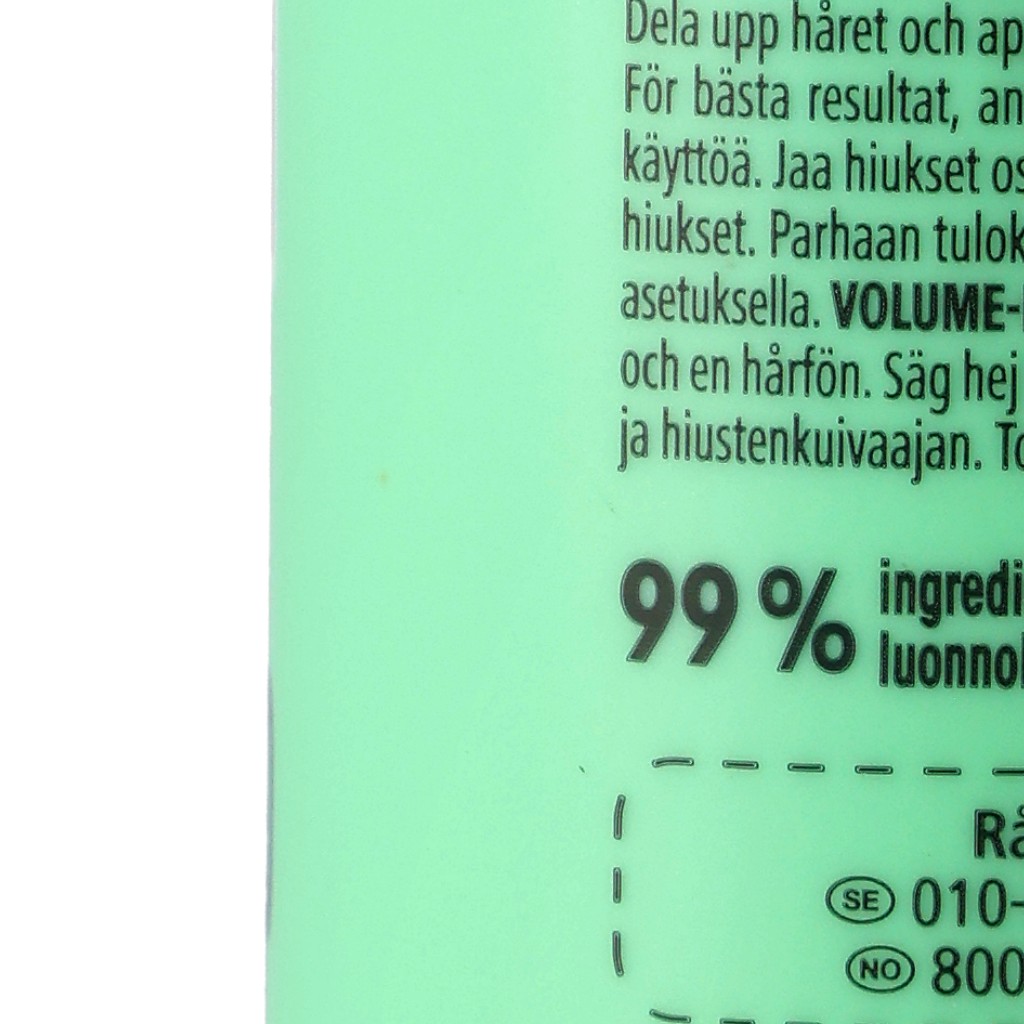 Dela upp håret och ap
För bästa resultat, an
käyttöä. Jaa hiukset os
hiukset. Parhaan tulok
asetuksella. VOLUME-
och en hårfön. Säg hej
ja hiustenkuivaajan. To
99 % ingredi
luonnol
Rå
SE 010-
NO 800